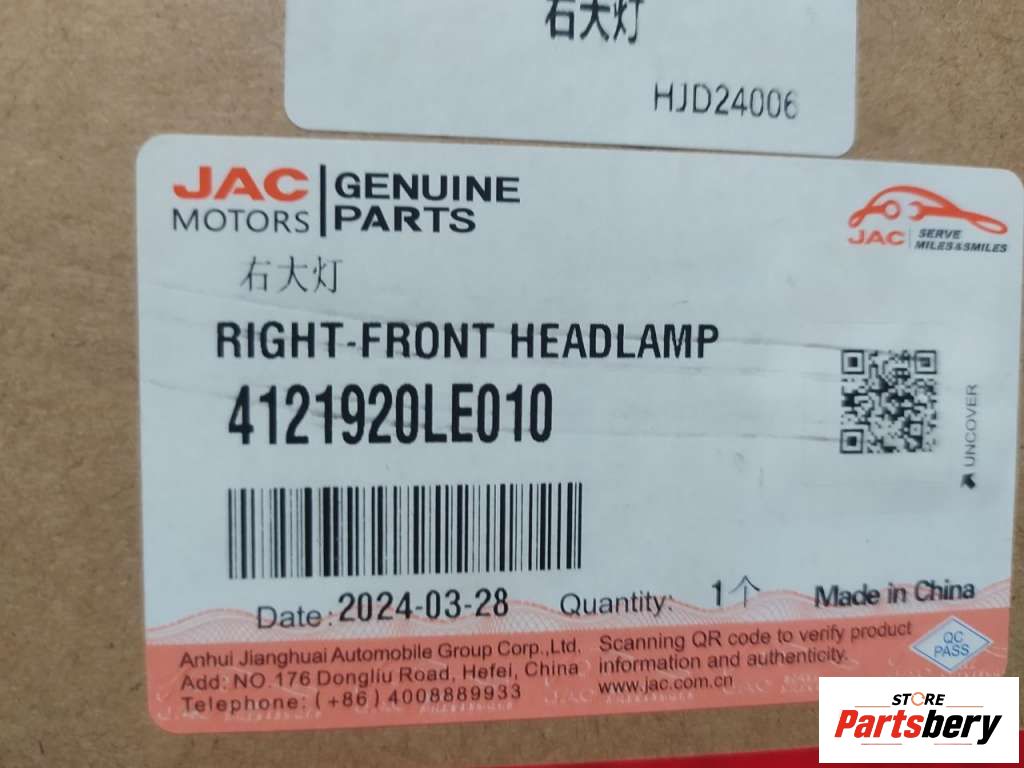 右大灯
HJD24006
JAC MOTORS | GENUINE PARTS
JAC | SERVE MILES&SMILES
右大灯
RIGHT-FRONT HEADLAMP
4121920LE010
UNCOVER
Date: 2024-03-28 Quantity: 1个 Made in China
Anhui Jianghuai Automobile Group Corp., Ltd.
Add: NO.176 Dongliu Road, Hefei, China
Telephone: (+86) 4008889933
Scanning QR code to verify product
information and authenticity.
www.jac.com.cn
QC
PASS
STORE
Partsbery